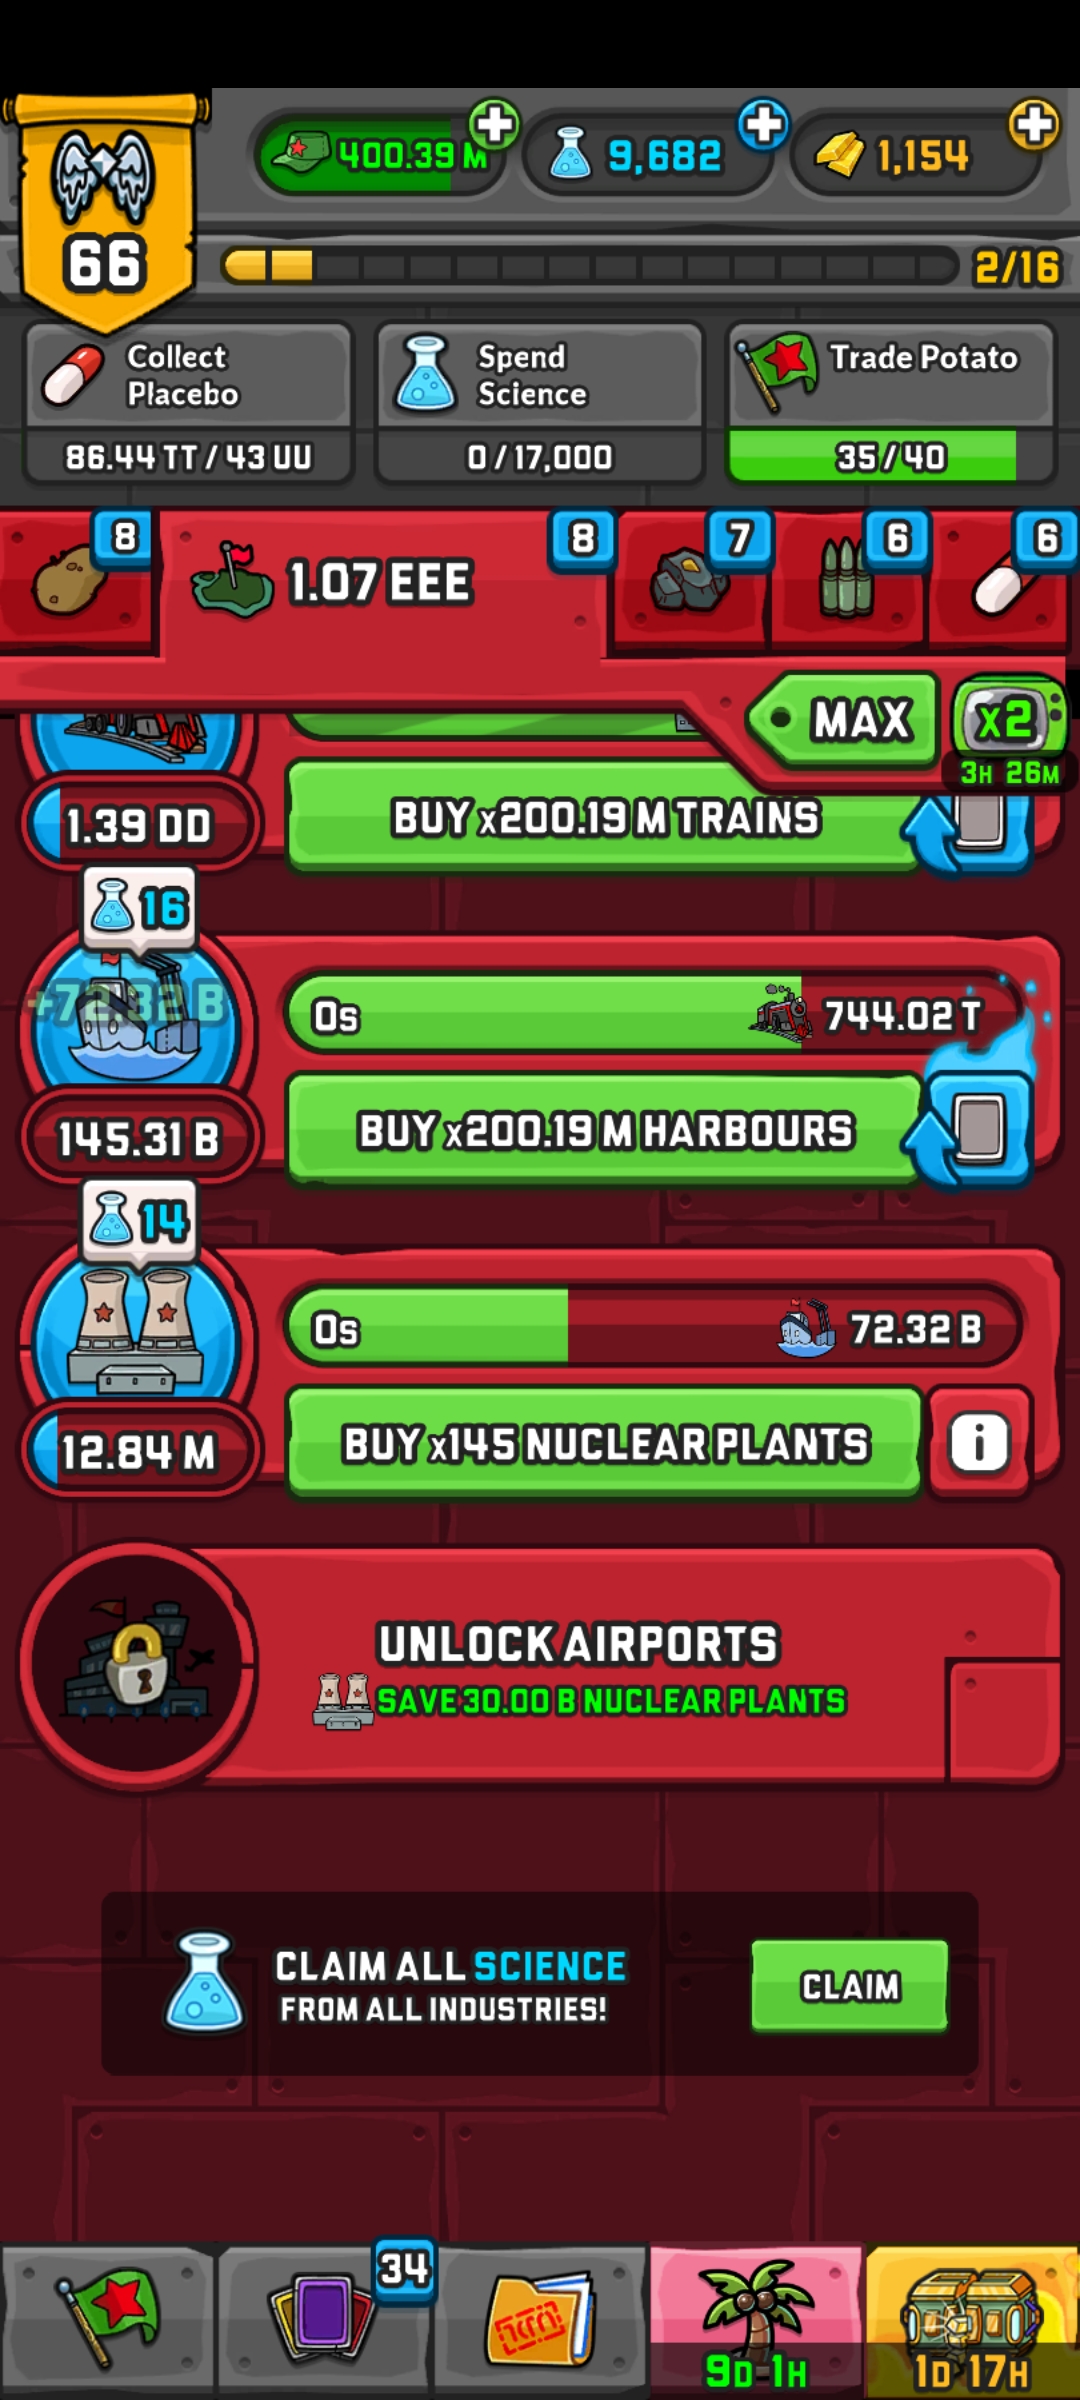 400.39 M
9,682
1,154
66
2/16
Collect
Placebo
Spend
Science
Trade Potato
86.44 TT / 43 UU
0 / 17,000
35 / 40
8
1.07 EEE
8
7
6
6
MAX
x2
3H 26M
1.39 DD
BUY x200.19 M TRAINS
16
+72.32 B
0s
744.02 T
145.31 B
BUY x200.19 M HARBOURS
14
0s
72.32 B
12.84 M
BUY x145 NUCLEAR PLANTS
i
UNLOCK AIRPORTS
SAVE 30.00 B NUCLEAR PLANTS
CLAIM ALL SCIENCE
FROM ALL INDUSTRIES!
CLAIM
34
9D 1H
1D 17H